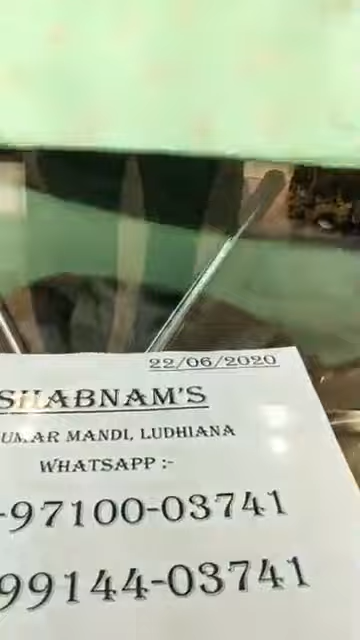 22/06/2020
SHABNAM'S
UMAR MANDI, LUDHIANA
WHATSAPP :-
-97100-03741
99144-03741